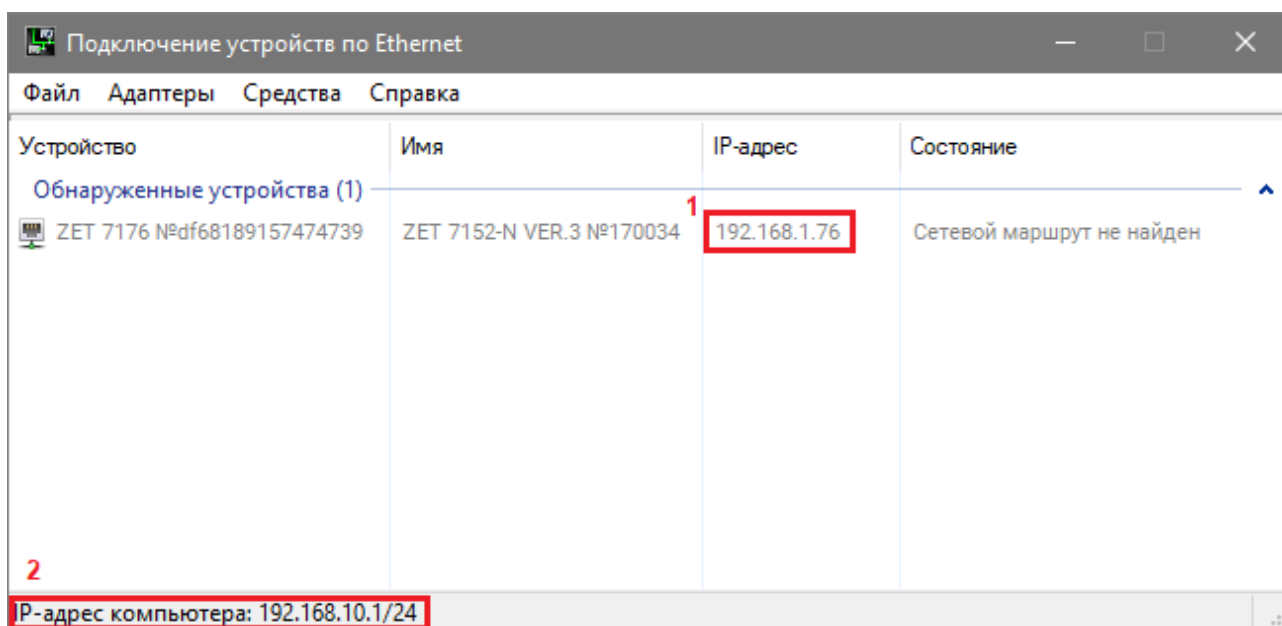 Подключение устройств по Ethernet
Файл Адаптеры Средства Справка
Устройство Имя IP-адрес Состояние
Обнаруженные устройства (1)
1
ZET 7176 №df68189157474739 ZET 7152-N VER.3 №170034 192.168.1.76 Сетевой маршрут не найден
2
IP-адрес компьютера: 192.168.10.1/24